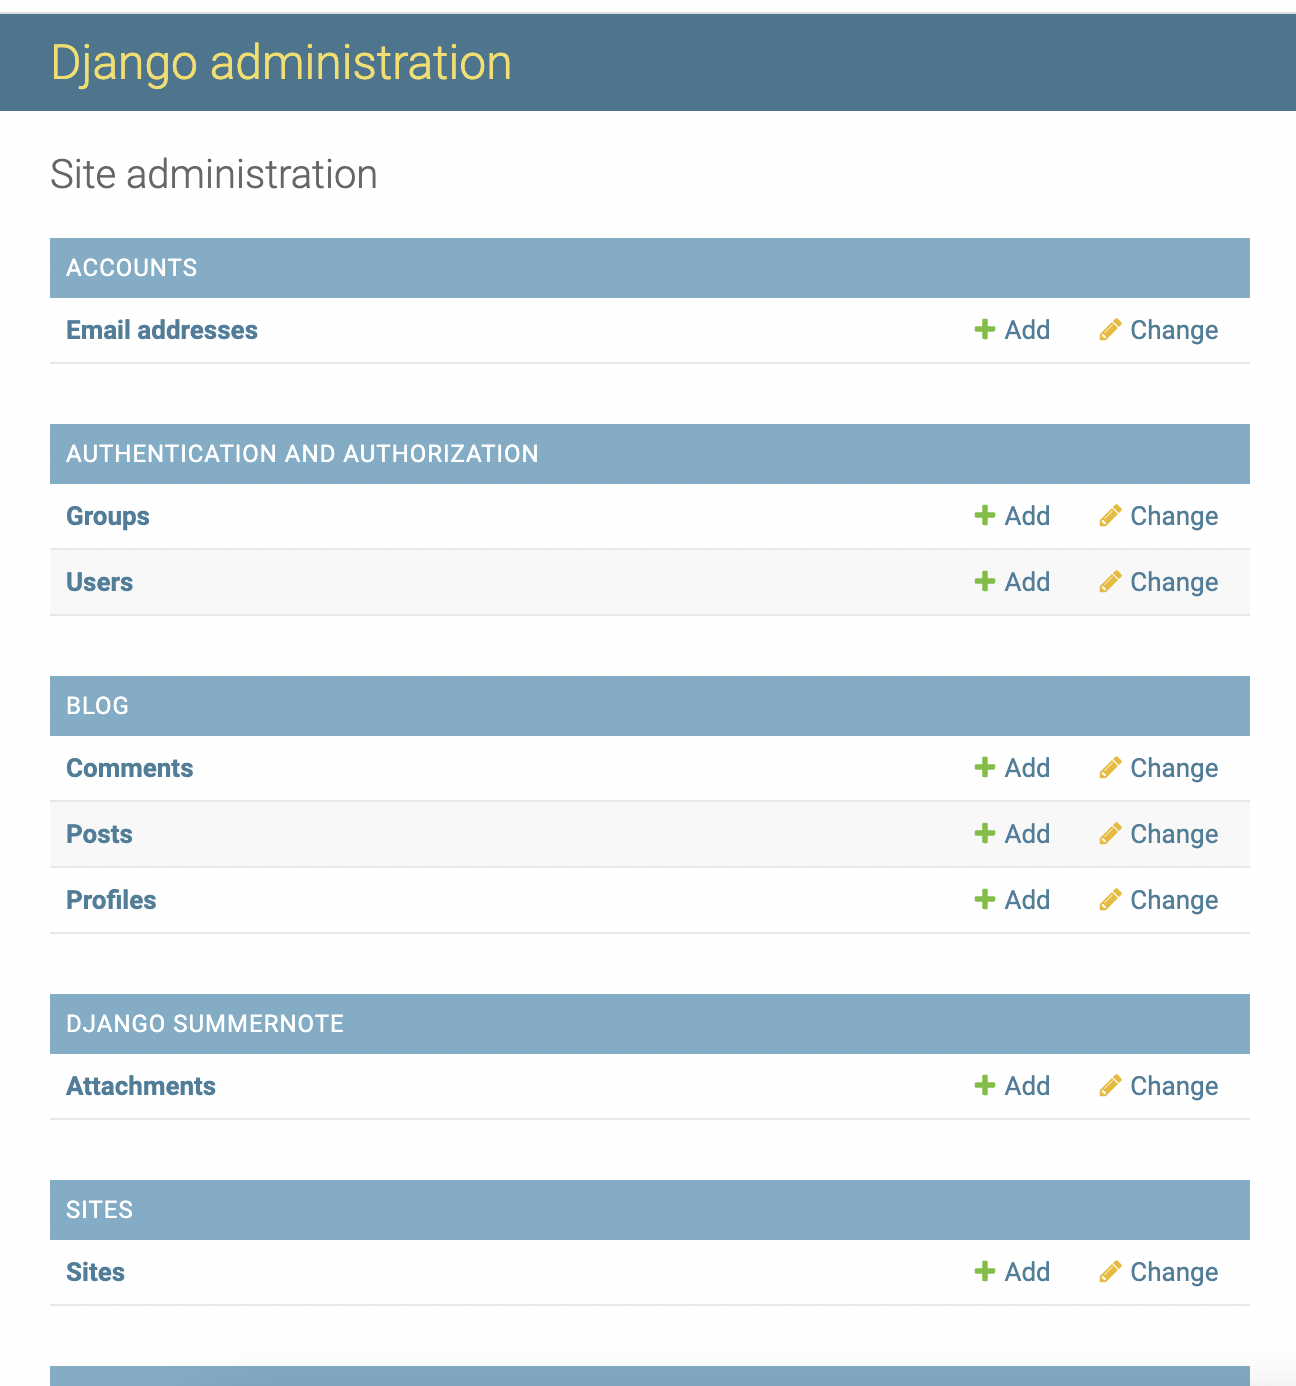 Django administration
Site administration
ACCOUNTS
Email addresses Add Change
AUTHENTICATION AND AUTHORIZATION
Groups Add Change
Users Add Change
BLOG
Comments Add Change
Posts Add Change
Profiles Add Change
DJANGO SUMMERNOTE
Attachments Add Change
SITES
Sites Add Change